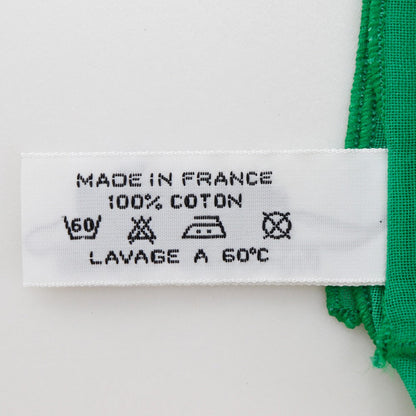 MADE IN FRANCE
100% COTON
60
LAVAGE A 60°C